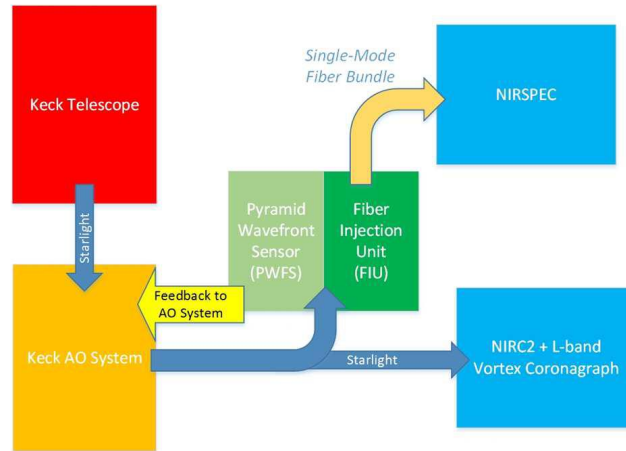 Single-Mode
Fiber Bundle
Keck Telescope
NIRSPEC
Starlight
Pyramid
Wavefront
Sensor
(PWFS)
Fiber
Injection
Unit
(FIU)
Feedback to
AO System
Keck AO System
Starlight
NIRC2 + L-band
Vortex Coronagraph